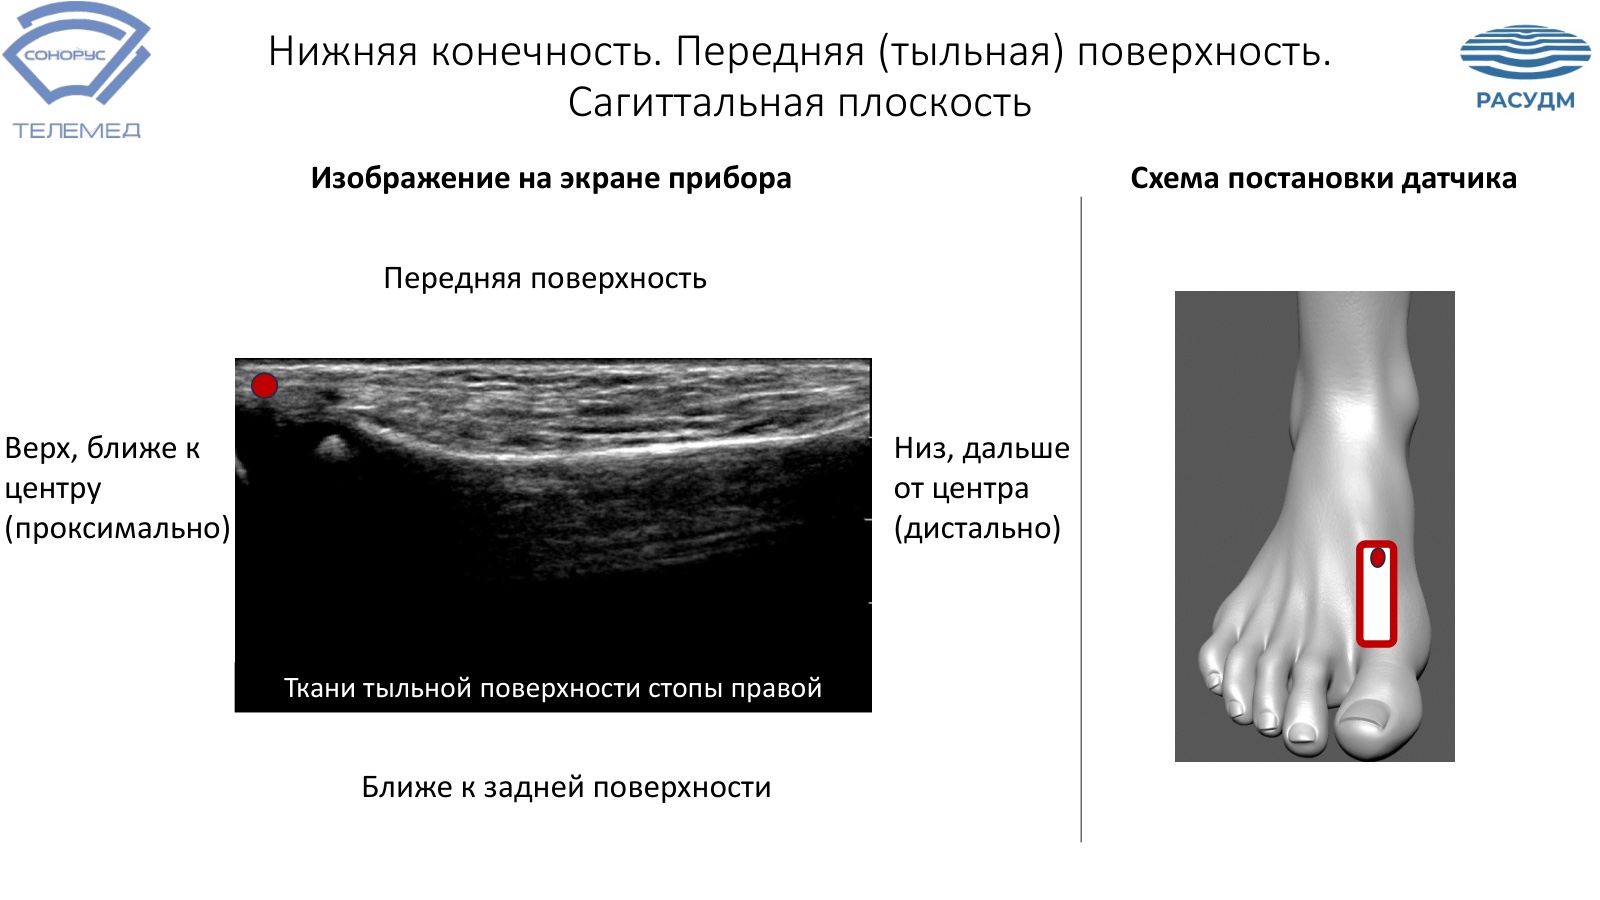 СОНОРУС
ТЕЛЕМЕД
Нижняя конечность. Передняя (тыльная) поверхность.
Сагиттальная плоскость
РАСУДМ
Изображение на экране прибора
Схема постановки датчика
Передняя поверхность
Верх, ближе к
центру
(проксимально)
Низ, дальше
от центра
(дистально)
Ткани тыльной поверхности стопы правой
Ближе к задней поверхности